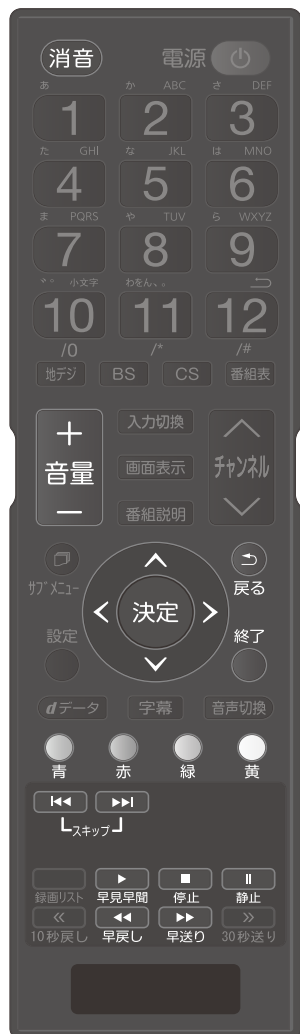 消音 電源
あ か ABC さ DEF
1 2 3
た GHI な JKL は MNO
4 5 6
ま PQRS や TUV ら WXYZ
7 8 9
゛゜ 小文字 わをん、。
10 11 12
/0 /* /#
地デジ BS CS 番組表
+ 入力切換
音量 画面表示 チャンネル
− 番組説明
サブメニュー 戻る
決定
設定 終了
dデータ 字幕 音声切換
青 赤 緑 黄
スキップ
録画リスト 早見早聞 停止 静止
10秒戻し 早戻し 早送り 30秒送り